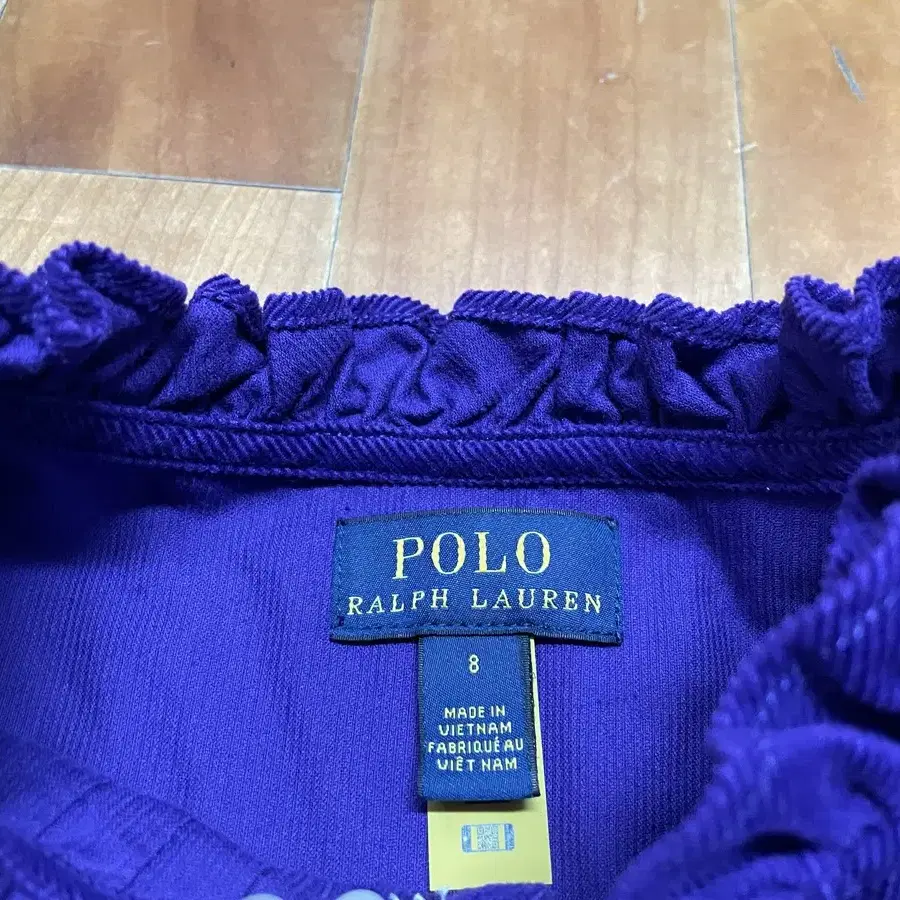 POLO
RALPH LAUREN
8
MADE IN
VIETNAM
FABRIQUÉ AU
VIÊT NAM